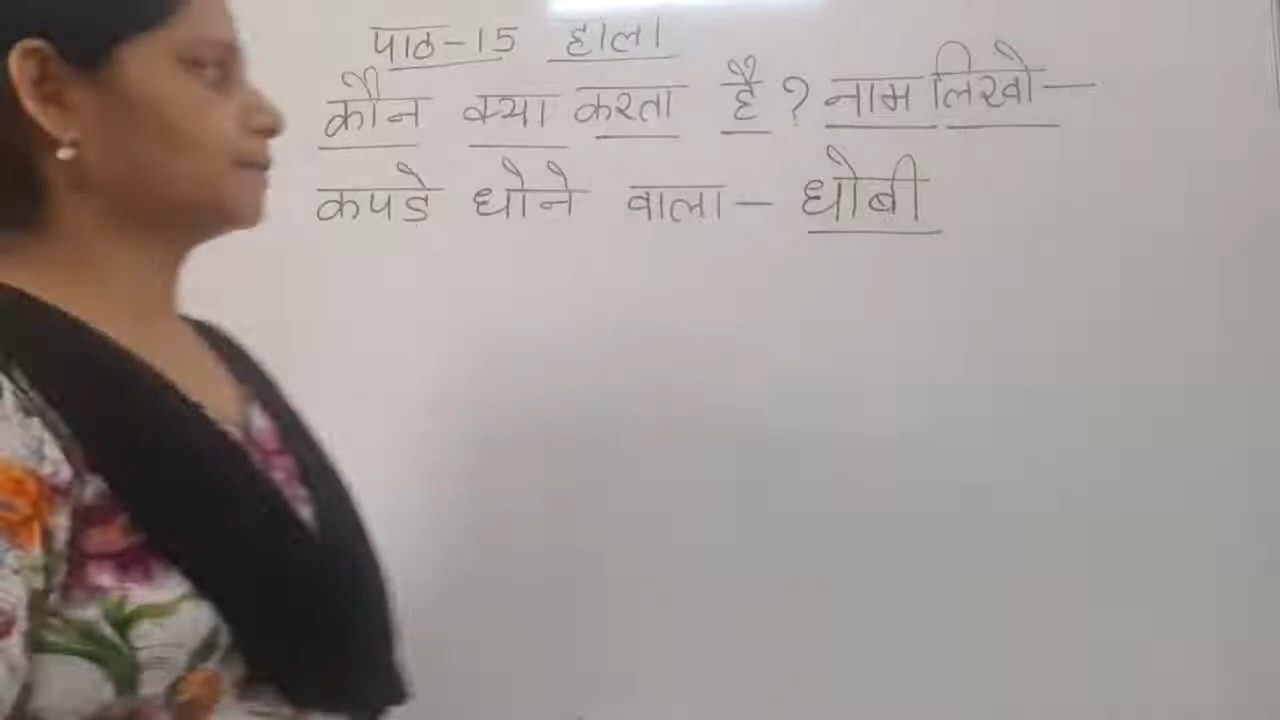 पाठ-15 हाला
कौन क्या करता है ? नाम लिखो-
कपडे धोने वाला- धोबी